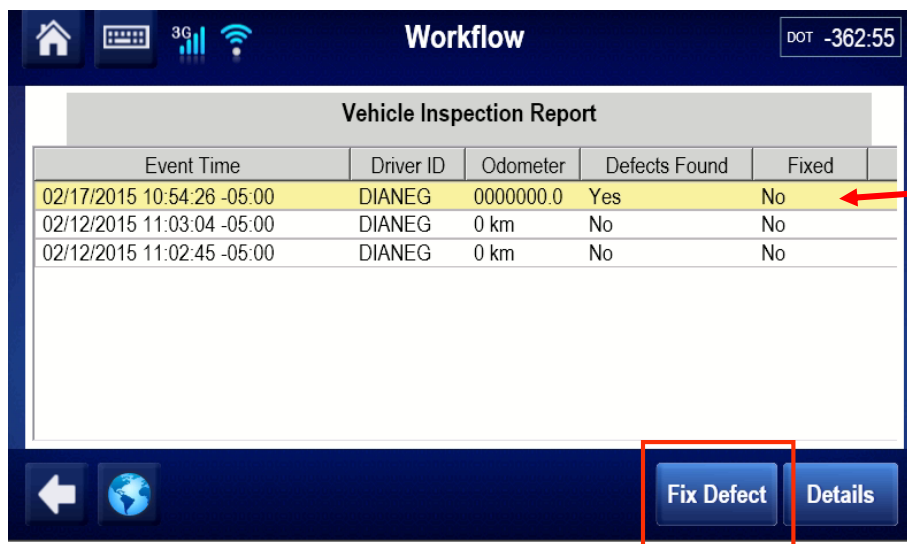 3G Workflow DOT -362:55
Vehicle Inspection Report
Event Time Driver ID Odometer Defects Found Fixed
02/17/2015 10:54:26 -05:00 DIANEG 0000000.0 Yes No
02/12/2015 11:03:04 -05:00 DIANEG 0 km No No
02/12/2015 11:02:45 -05:00 DIANEG 0 km No No
Fix Defect Details